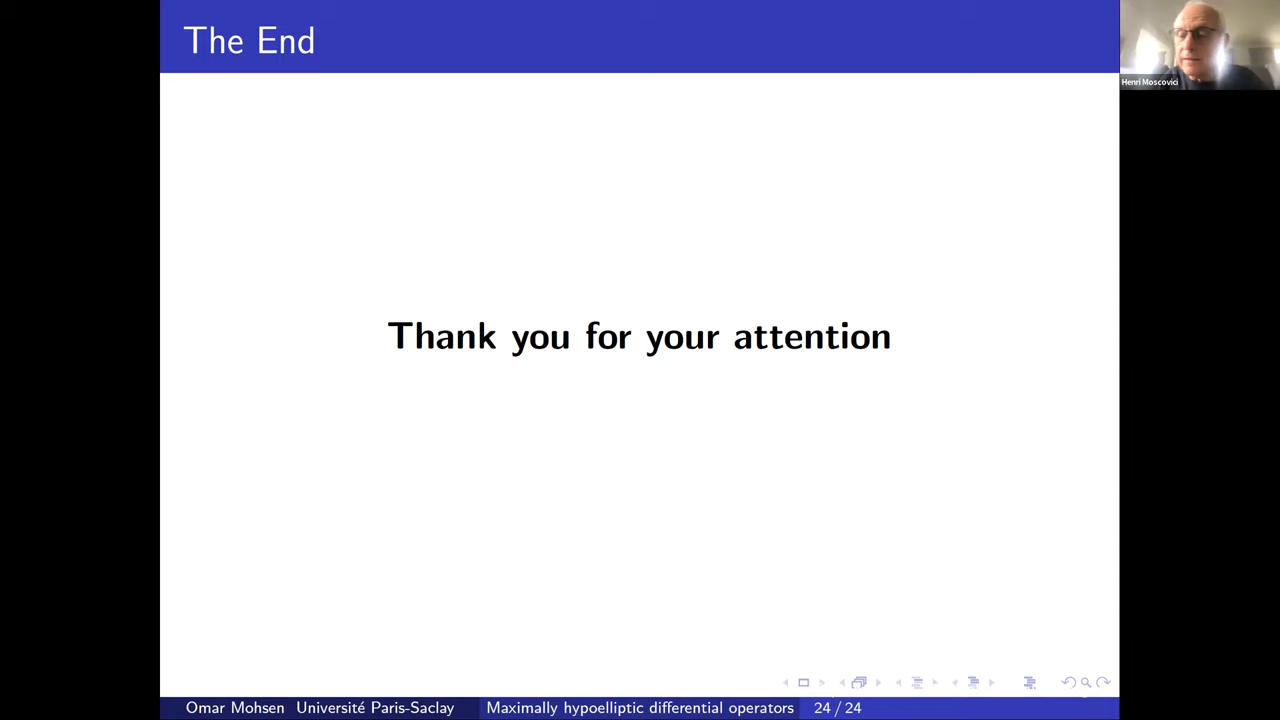 The End
Henri Moscovici
Thank you for your attention
Omar Mohsen Université Paris-Saclay
Maximally hypoelliptic differential operators
24 / 24